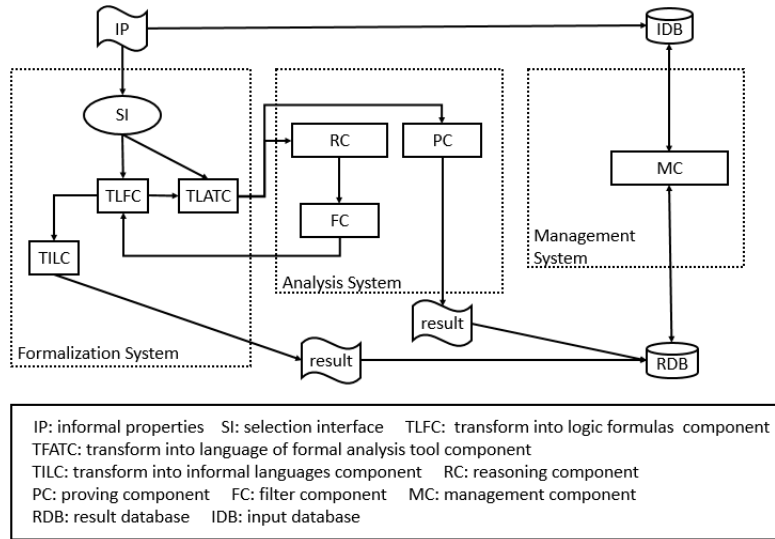 IP
IDB
SI
RC
PC
MC
TLFC
TLATC
FC
TILC
Management
System
Analysis System
result
Formalization System
result
RDB
IP: informal properties SI: selection interface TLFC: transform into logic formulas component
TFATC: transform into language of formal analysis tool component
TILC: transform into informal languages component RC: reasoning component
PC: proving component FC: filter component MC: management component
RDB: result database IDB: input database